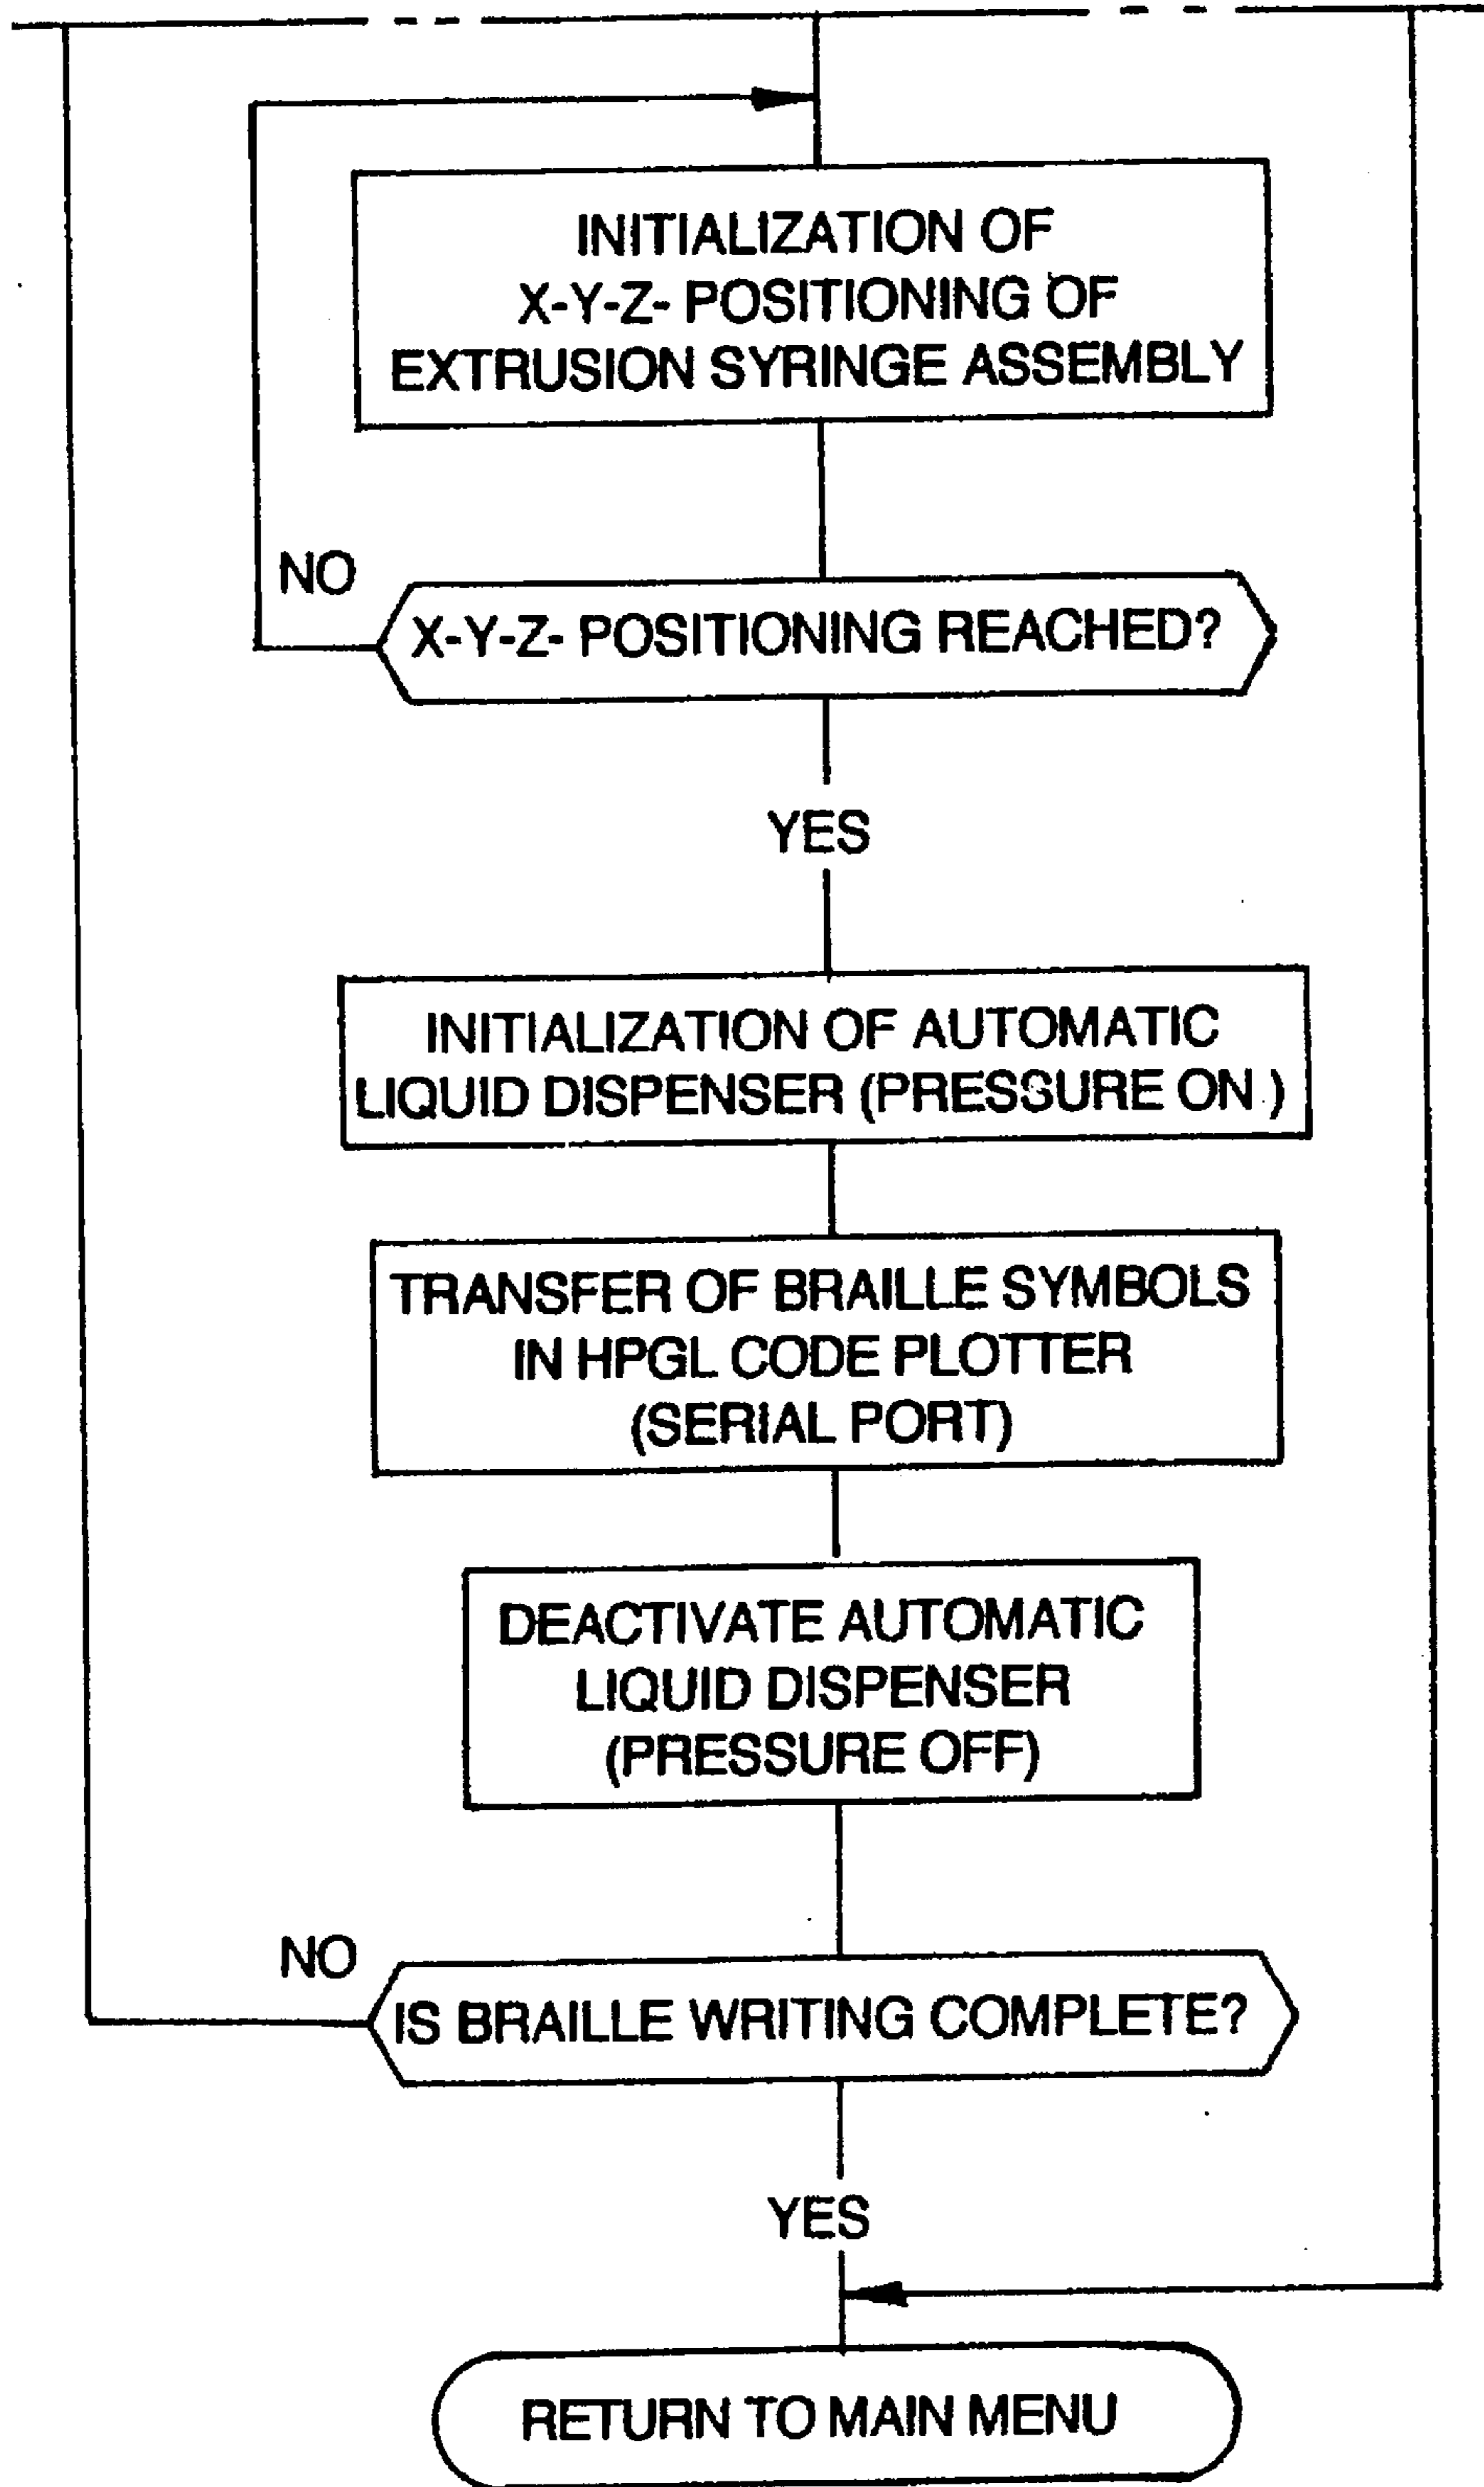 INITIALIZATION OF
X-Y-Z- POSITIONING OF
EXTRUSION SYRINGE ASSEMBLY
NO
X-Y-Z- POSITIONING REACHED?
YES
INITIALIZATION OF AUTOMATIC
LIQUID DISPENSER (PRESSURE ON )
TRANSFER OF BRAILLE SYMBOLS
IN HPGL CODE PLOTTER
(SERIAL PORT)
DEACTIVATE AUTOMATIC
LIQUID DISPENSER
(PRESSURE OFF)
NO
IS BRAILLE WRITING COMPLETE?
YES
RETURN TO MAIN MENU